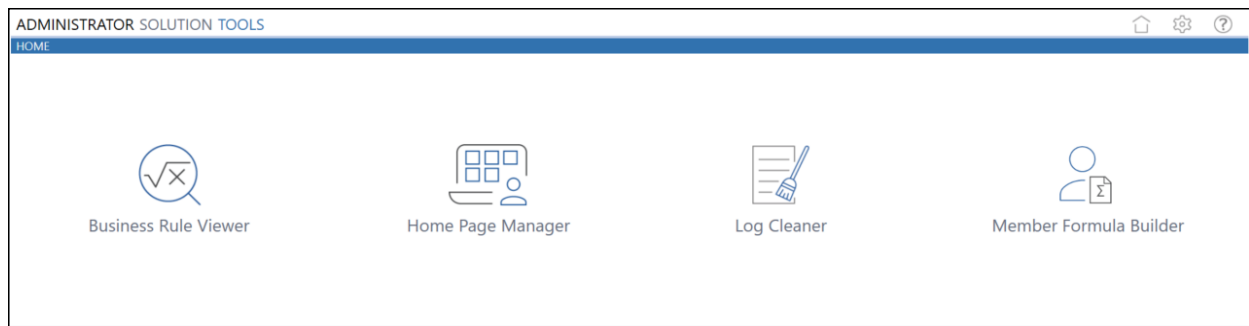 ADMINISTRATOR SOLUTION TOOLS
HOME
Business Rule Viewer
Home Page Manager
Log Cleaner
Member Formula Builder